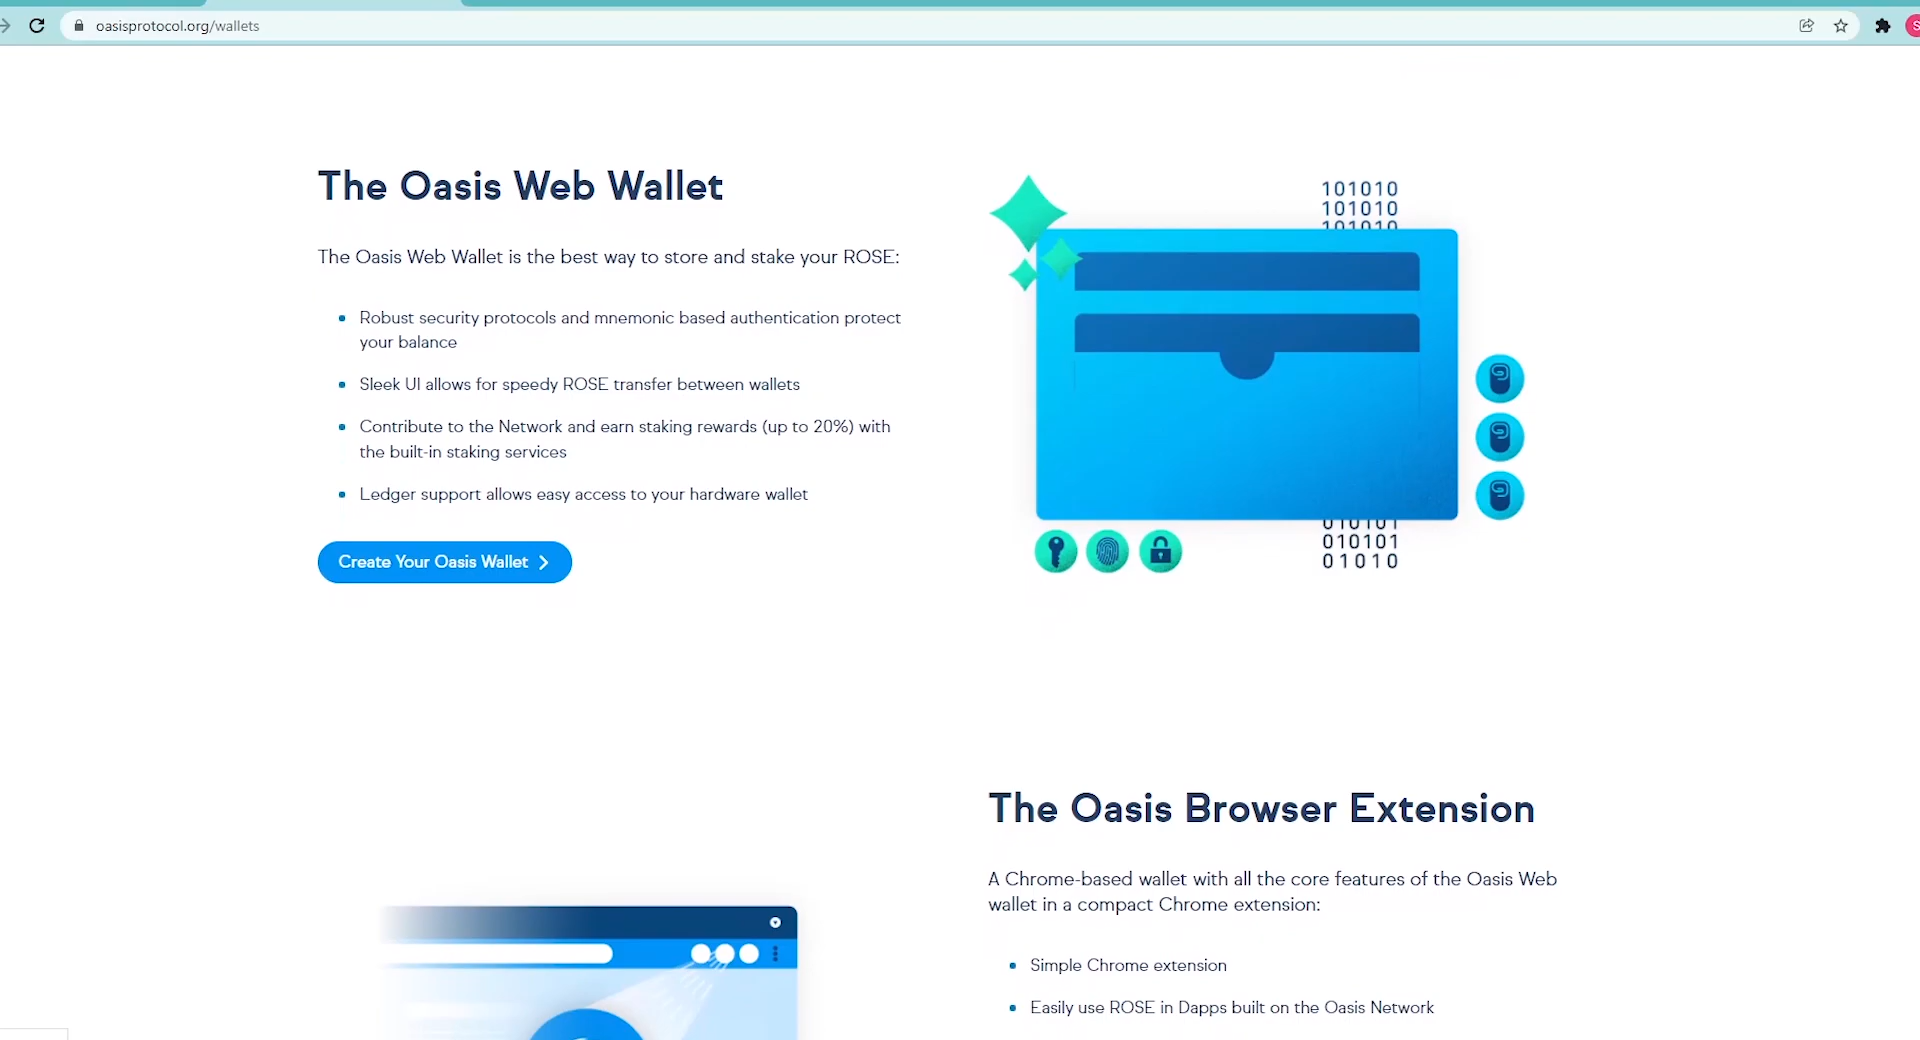 oasisprotocol.org/wallets
S
The Oasis Web Wallet
The Oasis Web Wallet is the best way to store and stake your ROSE:
Robust security protocols and mnemonic based authentication protect
your balance
Sleek UI allows for speedy ROSE transfer between wallets
Contribute to the Network and earn staking rewards (up to 20%) with
the built-in staking services
Ledger support allows easy access to your hardware wallet
Create Your Oasis Wallet
101010
101010
101010
010101
010101
01010
The Oasis Browser Extension
A Chrome-based wallet with all the core features of the Oasis Web
wallet in a compact Chrome extension:
Simple Chrome extension
Easily use ROSE in Dapps built on the Oasis Network